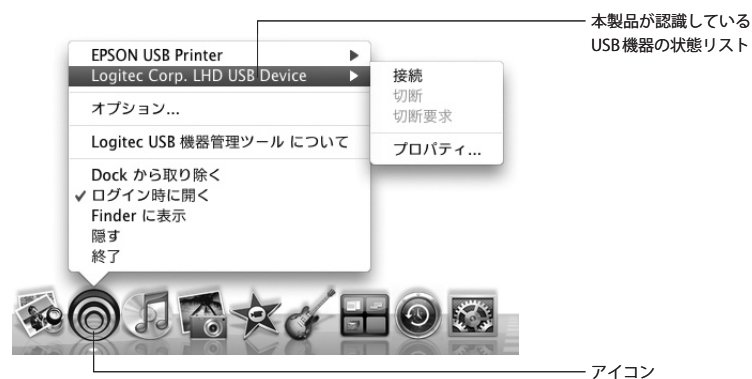 本製品が認識している
USB機器の状態リスト
EPSON USB Printer
Logitec Corp. LHD USB Device
接続
切断
切断要求
プロパティ...
オプション...
Logitec USB 機器管理ツール について
Dock から取り除く
✓ログイン時に開く
Finder に表示
隠す
終了
アイコン